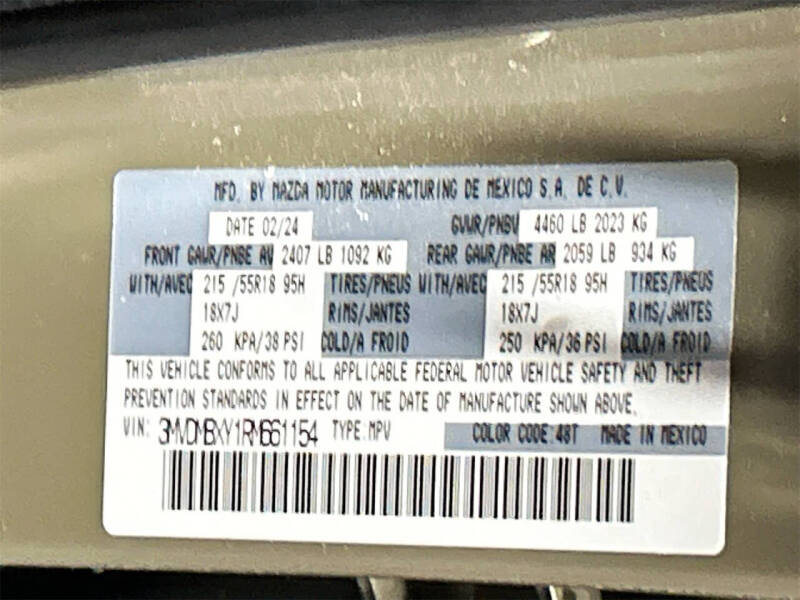 MFD. BY MAZDA MOTOR MANUFACTURING DE MEXICO S.A. DE C.V.
DATE 02/24 GVWR/PNBV 4460 LB 2023 KG
FRONT GAWR/PNBE AV 2407 LB 1092 KG REAR GAWR/PNBE AR 2059 LB 934 KG
WITH/AVEC 215 /55R18 95H TIRES/PNEUS WITH/AVEC 215 /55R18 95H TIRES/PNEUS
18X7J RIMS/JANTES 18X7J RIMS/JANTES
260 KPA/38 PSI COLD/A FROID 250 KPA/36 PSI COLD/A FROID
THIS VEHICLE CONFORMS TO ALL APPLICABLE FEDERAL MOTOR VEHICLE SAFETY AND THEFT
PREVENTION STANDARDS IN EFFECT ON THE DATE OF MANUFACTURE SHOWN ABOVE.
VIN: 3MVDMBXY1RM661154 TYPE: MPV COLOR CODE: 48T MADE IN MEXICO